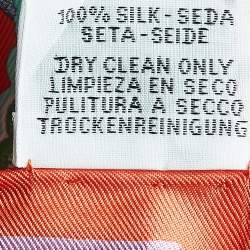 100% SILK-SEDA
SETA-SEIDE
DRY CLEAN ONLY
LIMPIEZA EN SECO
PULITURA A SECCO
TROCKENREINIGUNG